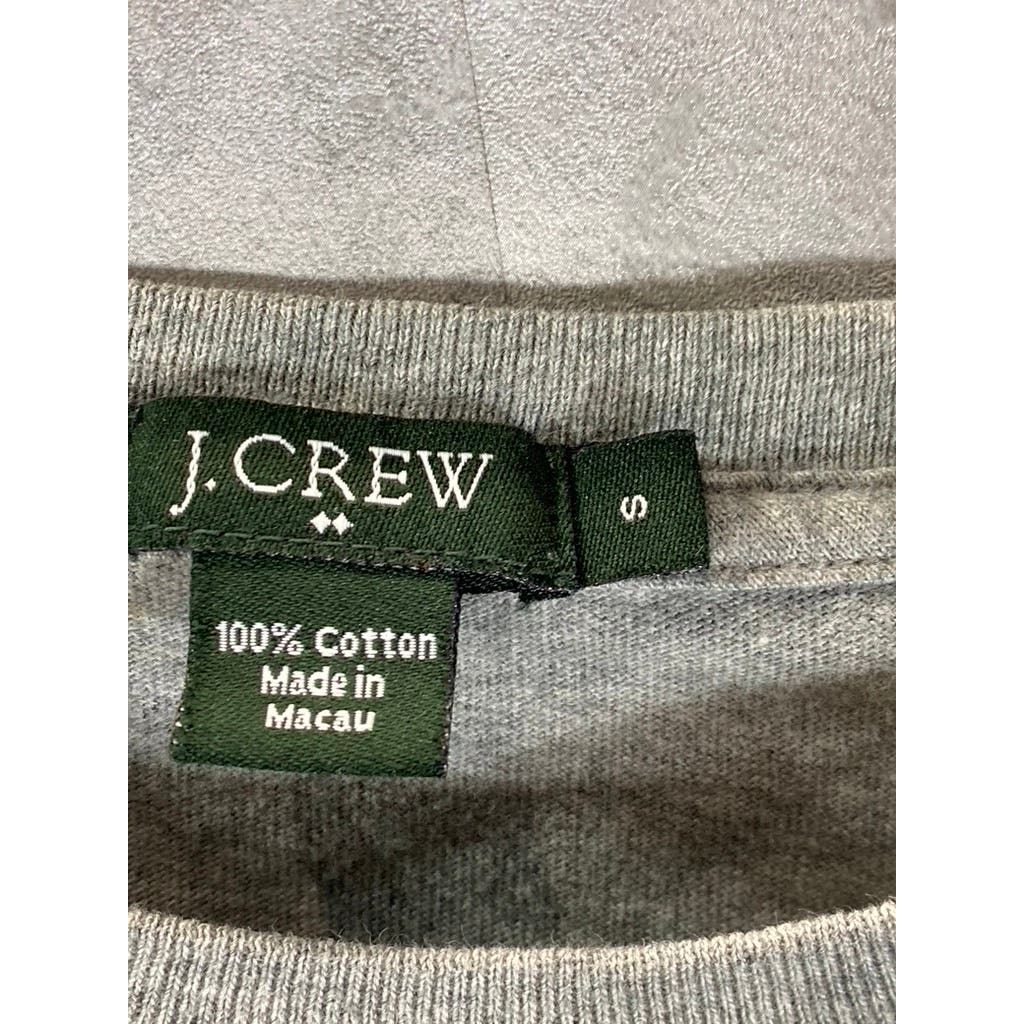 J.CREW
S
100% Cotton
Made in
Macau